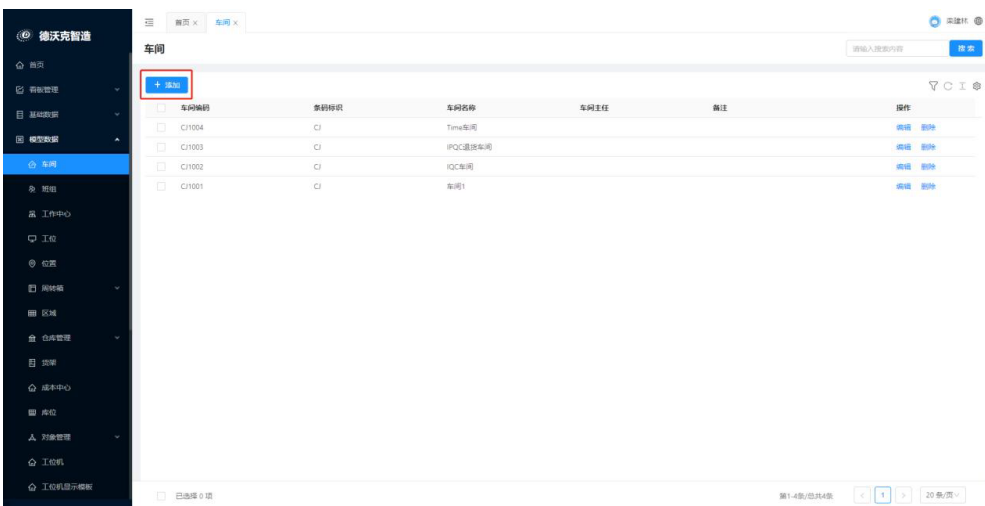 德沃克智造
首页
看板管理
基础数据
模型数据
车间
班组
工作中心
工位
位置
周转箱
区域
仓库管理
货架
成本中心
库位
对象管理
工位机
工位机显示模板
首页 × 车间 ×
车间
请输入搜索内容 搜索
+ 添加
车间编码 条码标识 车间名称 车间主任 备注 操作
CJ1004 CJ Time车间 编辑 删除
CJ1003 CJ IPQC退货车间 编辑 删除
CJ1002 CJ IQC车间 编辑 删除
CJ1001 CJ 车间1 编辑 删除
已选择 0 项 第1-4条/总共4条 < 1 > 20 条/页